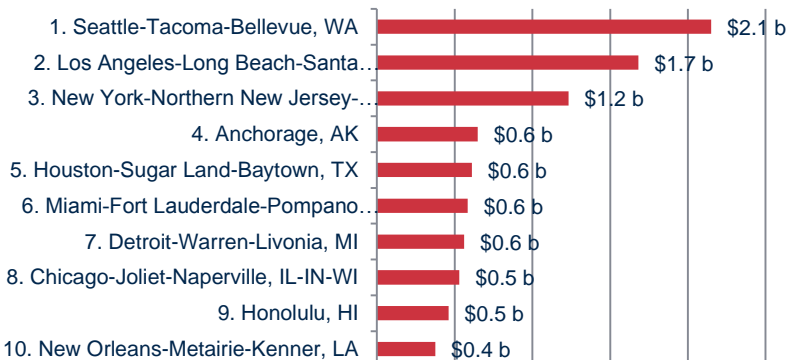 1. Seattle-Tacoma-Bellevue, WA $2.1 b
2. Los Angeles-Long Beach-Santa… $1.7 b
3. New York-Northern New Jersey-… $1.2 b
4. Anchorage, AK $0.6 b
5. Houston-Sugar Land-Baytown, TX $0.6 b
6. Miami-Fort Lauderdale-Pompano… $0.6 b
7. Detroit-Warren-Livonia, MI $0.6 b
8. Chicago-Joliet-Naperville, IL-IN-WI $0.5 b
9. Honolulu, HI $0.5 b
10. New Orleans-Metairie-Kenner, LA $0.4 b